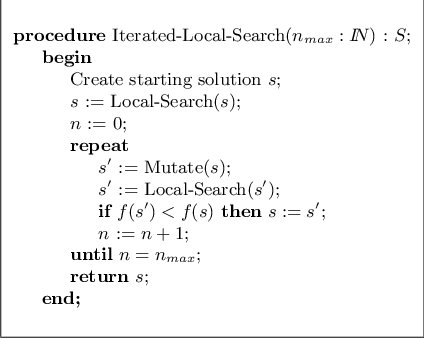 procedure Iterated-Local-Search(n_max : ℕ) : S;
begin
Create starting solution s;
s := Local-Search(s);
n := 0;
repeat
s′ := Mutate(s);
s′ := Local-Search(s′);
if f(s′) < f(s) then s := s′;
n := n + 1;
until n = n_max;
return s;
end;